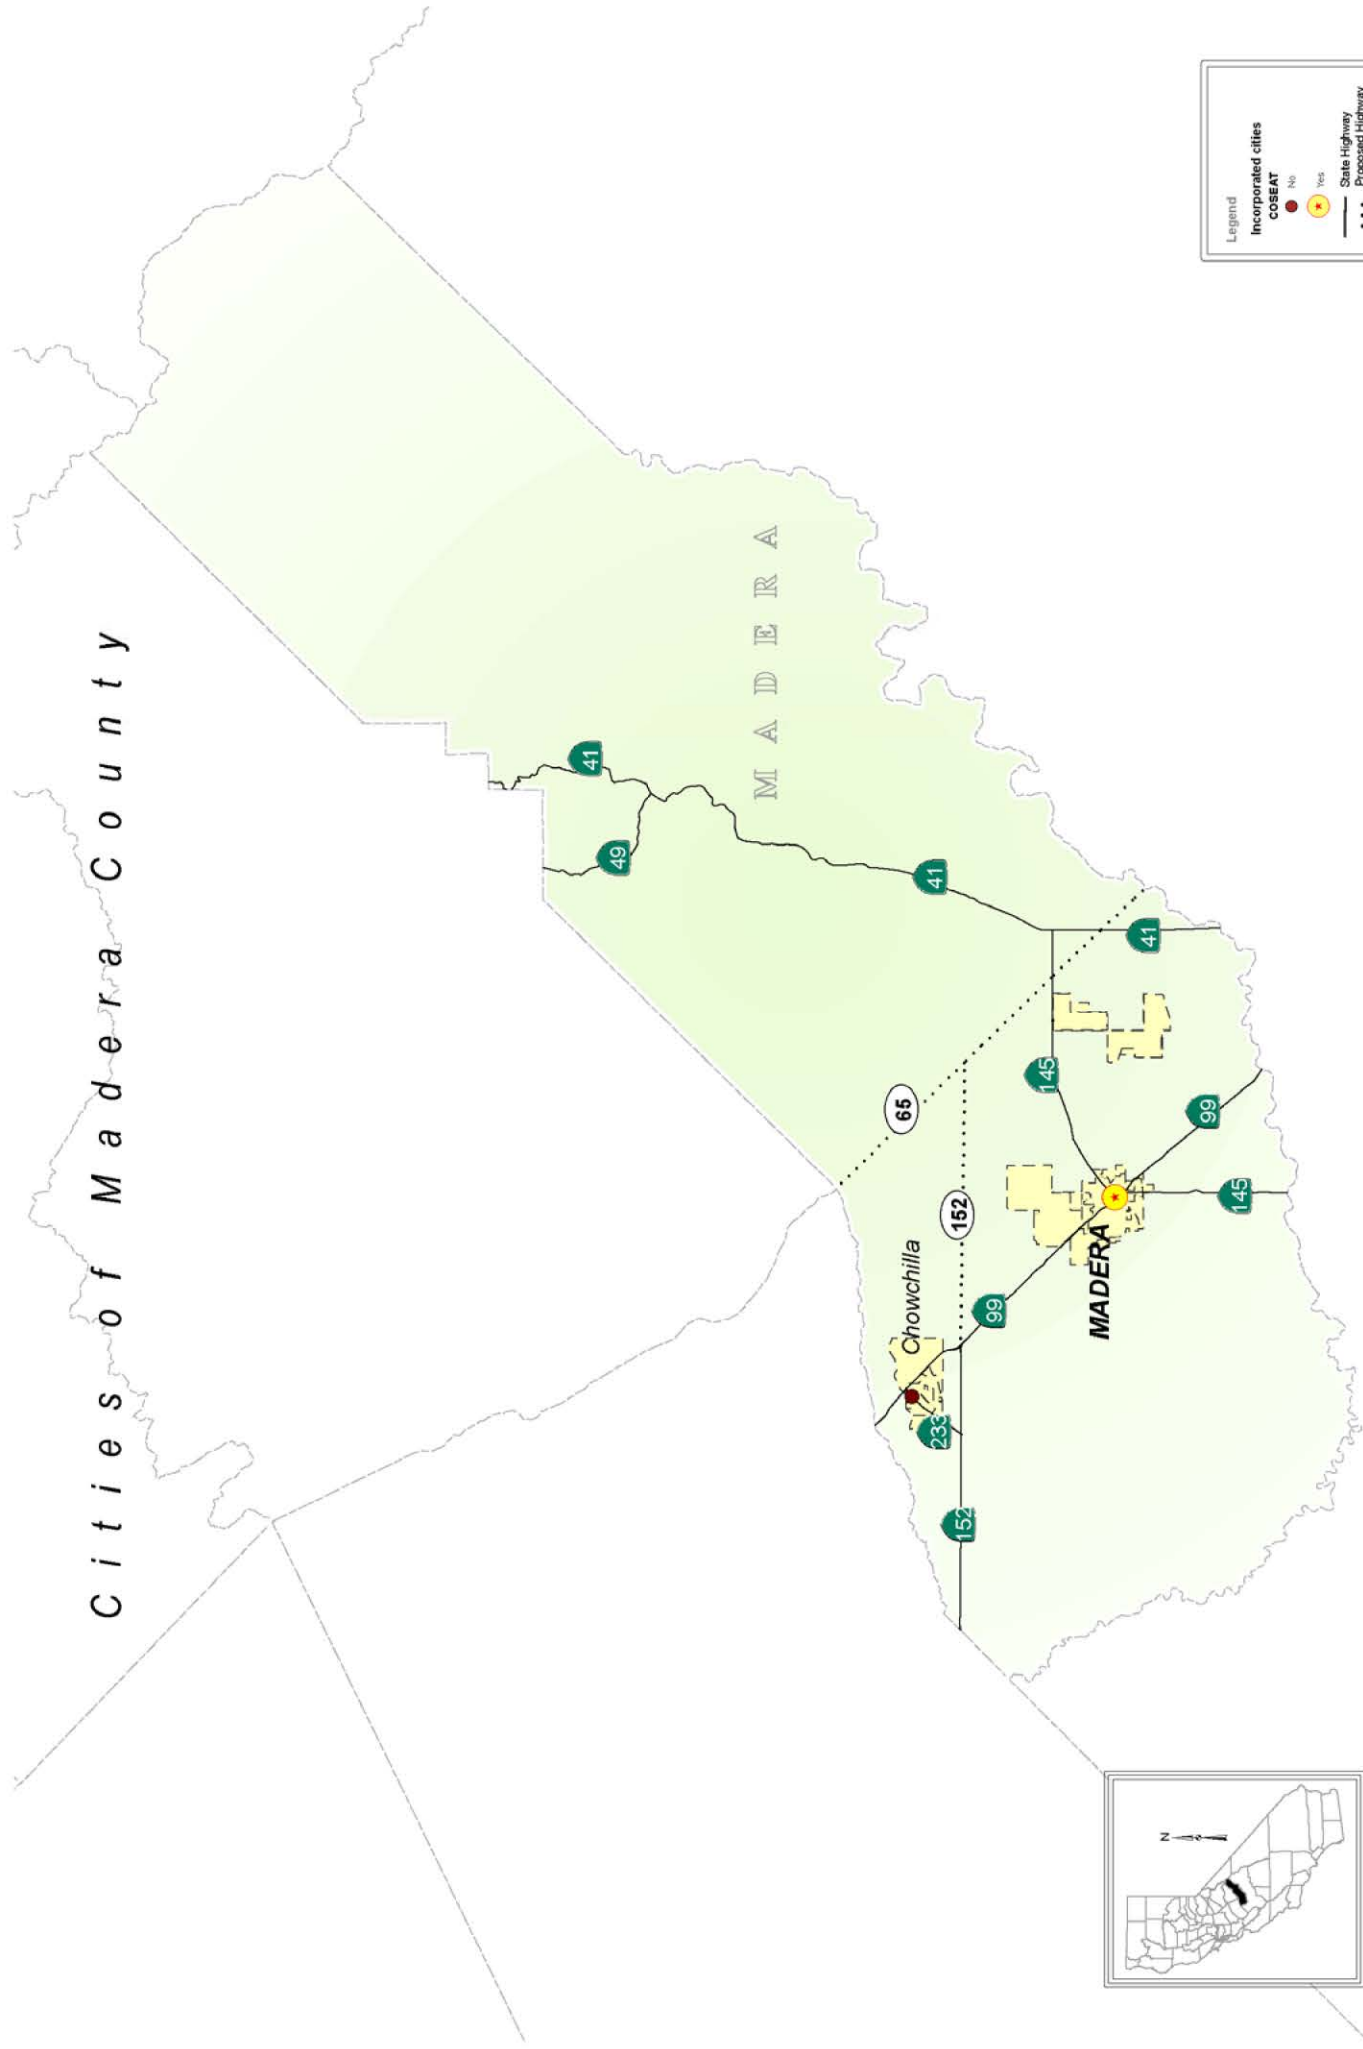 Cities of Madera County
41
49
MADERA
65
Chowchilla
41
233
152
152
99
145
MADERA
41
99
145
N
Legend
Incorporated cities
COSEAT
No
Yes
State Highway
Proposed Highway